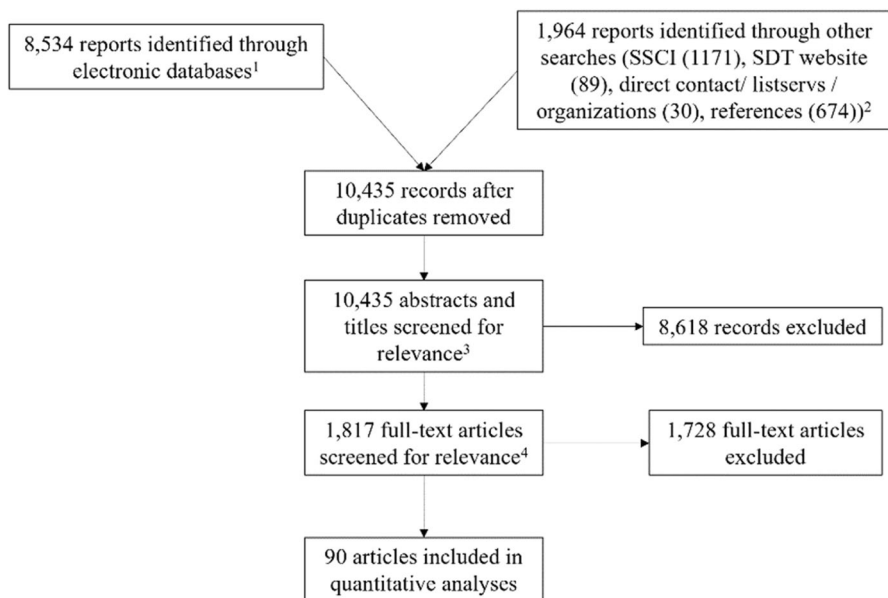 8,534 reports identified through
electronic databases¹
1,964 reports identified through other
searches (SSCI (1171), SDT website
(89), direct contact/ listservs /
organizations (30), references (674))²
10,435 records after
duplicates removed
10,435 abstracts and
titles screened for
relevance³
8,618 records excluded
1,817 full-text articles
screened for relevance⁴
1,728 full-text articles
excluded
90 articles included in
quantitative analyses